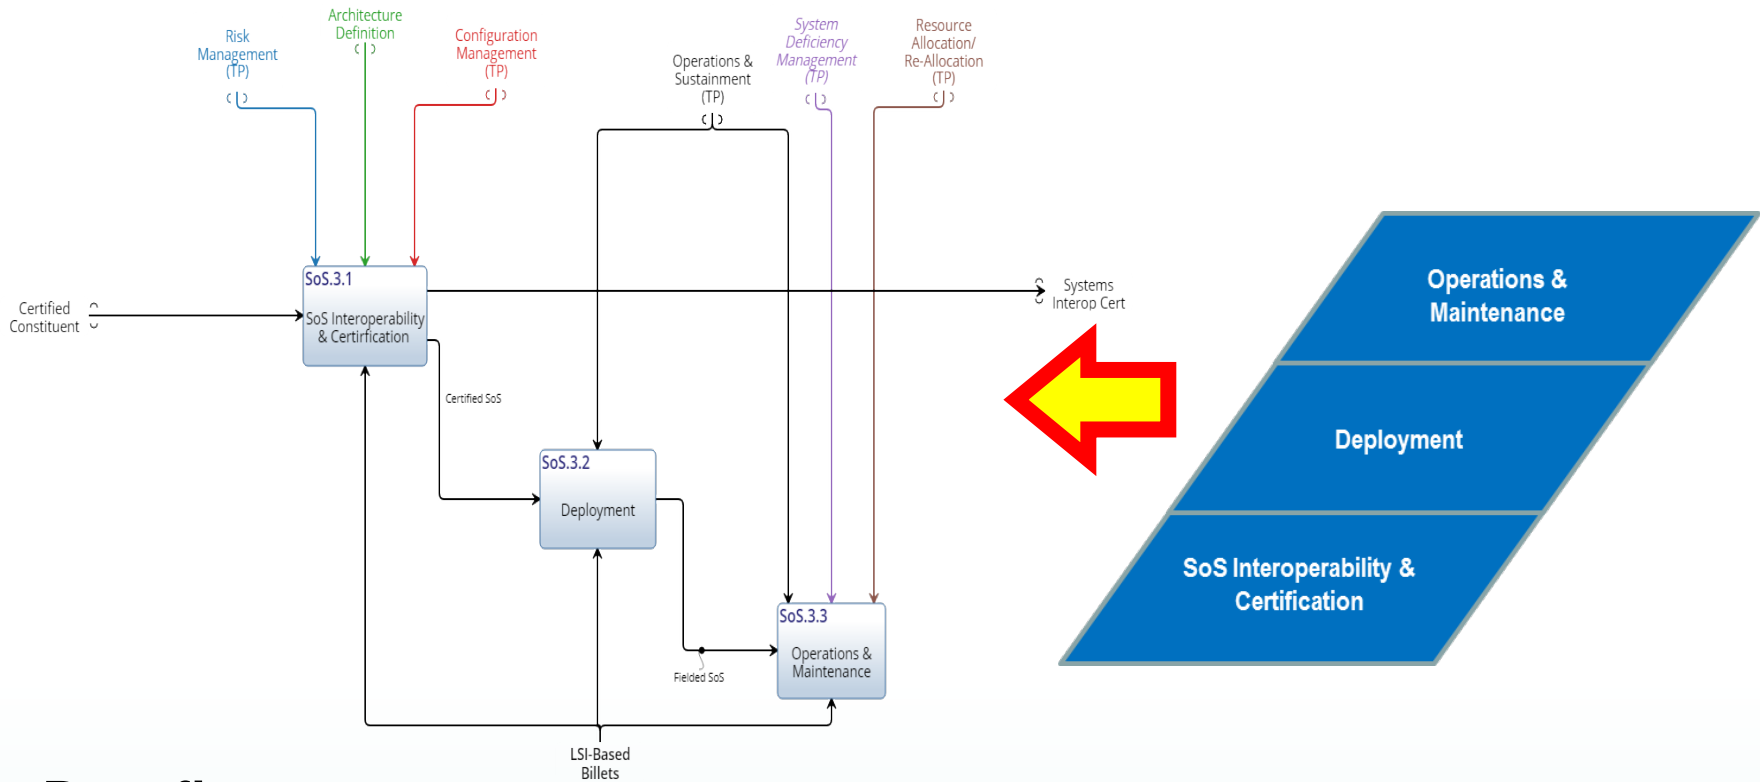 Risk
Management
(TP)
Architecture
Definition
Configuration
Management
(TP)
Operations &
Sustainment
(TP)
System
Deficiency
Management
(TP)
Resource
Allocation/
Re-Allocation
(TP)
Certified
Constituent
SoS.3.1
SoS Interoperability
& Certirfication
Systems
Interop Cert
Certified SoS
SoS.3.2
Deployment
SoS.3.3
Operations &
Maintenance
Fielded SoS
LSI-Based
Billets
Operations &
Maintenance
Deployment
SoS Interoperability &
Certification